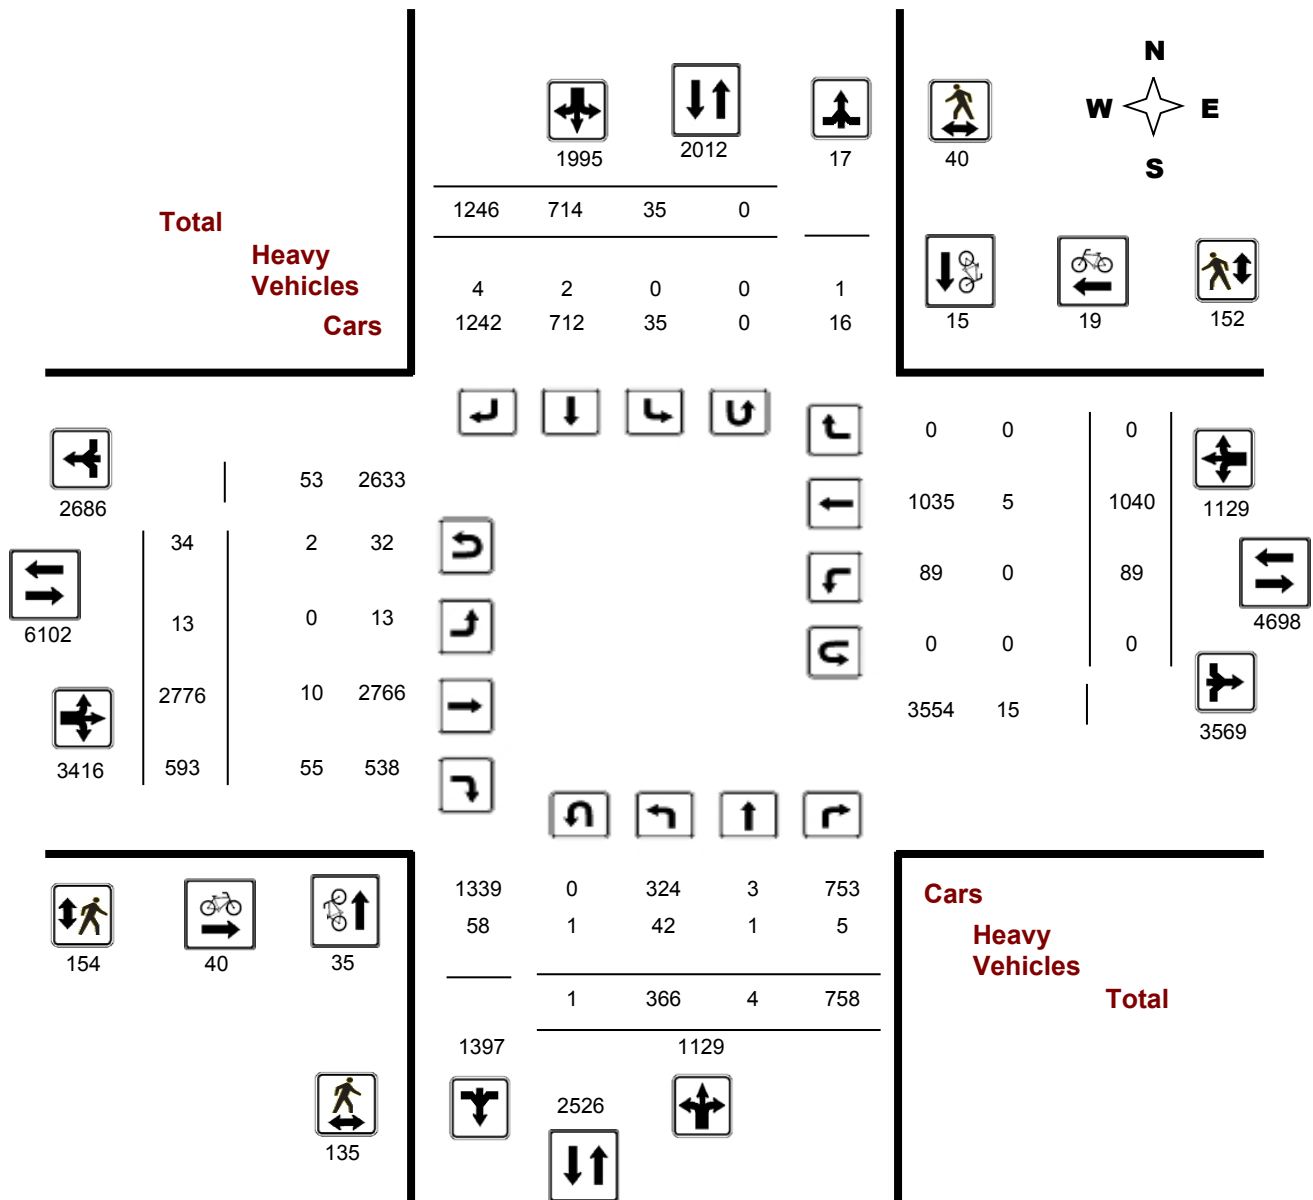 N
W E
S
1995 2012 17 40
1246 714 35 0
Total
Heavy
Vehicles
Cars
4 2 0 0 1
1242 712 35 0 16
15 19 152
2686
53 2633
34 2 32
6102
13 0 13
2776 10 2766
3416
593 55 538
0 0 0
1035 5 1040
1129
89 0 89
4698
0 0 0
3554 15
3569
1339 0 324 3 753
58 1 42 1 5
1 366 4 758
1397 1129
2526
154 40 35
135
Cars
Heavy
Vehicles
Total